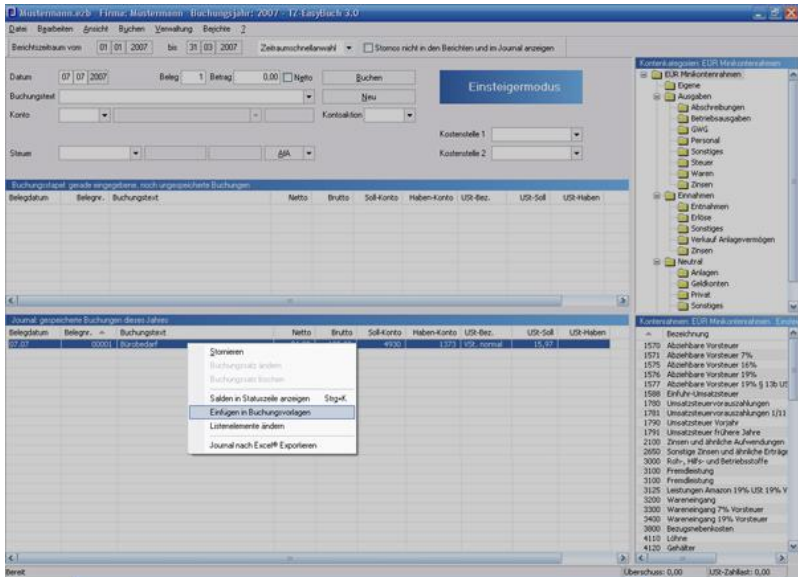 Mustermann.ezb Firma: Mustermann Buchungsjahr: 2007 - TZ-EasyBuch 3.0
Datei Bearbeiten Ansicht Buchen Verwaltung Berichte ?
Berichtszeitraum vom 01 01 2007 bis 31 03 2007 Zeitraumschnellanwahl Stornos nicht in den Berichten und im Journal anzeigen
Datum 07 07 2007 Beleg 1 Betrag 0,00 Netto Buchen
Buchungstext Neu
Konto Kontoaktion
Einsteigermodus
Kostenstelle 1
Steuer AfA Kostenstelle 2
Buchungsstapel: gerade eingegebene, noch ungespeicherte Buchungen
Belegdatum Belegnr. Buchungstext Netto Brutto Soll-Konto Haben-Konto USt-Bez. USt-Soll USt-Haben
Journal: gespeicherte Buchungen dieses Jahres
Belegdatum Belegnr. Buchungstext Netto Brutto Soll-Konto Haben-Konto USt-Bez. USt-Soll USt-Haben
07.07 00001 Bürobedarf 4930 1373 VSt. normal 15,97
Stornieren
Buchungssatz ändern
Buchungssatz löschen
Salden in Statuszeile anzeigen Strg+K
Einfügen in Buchungsvorlagen
Listenelemente ändern
Journal nach Excel® Exportieren
Kontenkategorien: EUR Minikontenrahmen
EUR Minikontenrahmen
Eigene
Ausgaben
Abschreibungen
Betriebsausgaben
GWG
Personal
Sonstiges
Steuer
Waren
Zinsen
Einnahmen
Entnahmen
Erlöse
Sonstiges
Verkauf Anlagevermögen
Zinsen
Neutral
Anlagen
Geldkonten
Privat
Sonstiges
Kontenrahmen: EUR Minikontenrahmen
Bezeichnung
1570 Abziehbare Vorsteuer
1571 Abziehbare Vorsteuer 7%
1575 Abziehbare Vorsteuer 16%
1576 Abziehbare Vorsteuer 19%
1577 Abziehbare Vorsteuer 19% § 13b
1588 Einfuhr-Umsatzsteuer
1780 Umsatzsteuervorauszahlungen
1781 Umsatzsteuervorauszahlungen 1/11
1790 Umsatzsteuer Vorjahr
1791 Umsatzsteuer frühere Jahre
2100 Zinsen und ähnliche Aufwendungen
2650 Sonstige Zinsen und ähnliche Erträge
3000 Roh-, Hilfs- und Betriebsstoffe
3100 Fremdleistung
3100 Fremdleistung
3125 Leistungen Amazon 19% USt 19% V
3200 Wareneingang
3300 Wareneingang 7% Vorsteuer
3400 Wareneingang 19% Vorsteuer
3800 Bezugsnebenkosten
4110 Löhne
4120 Gehälter
Bereit Überschuss: 0,00 USt-Zahllast: 0,00